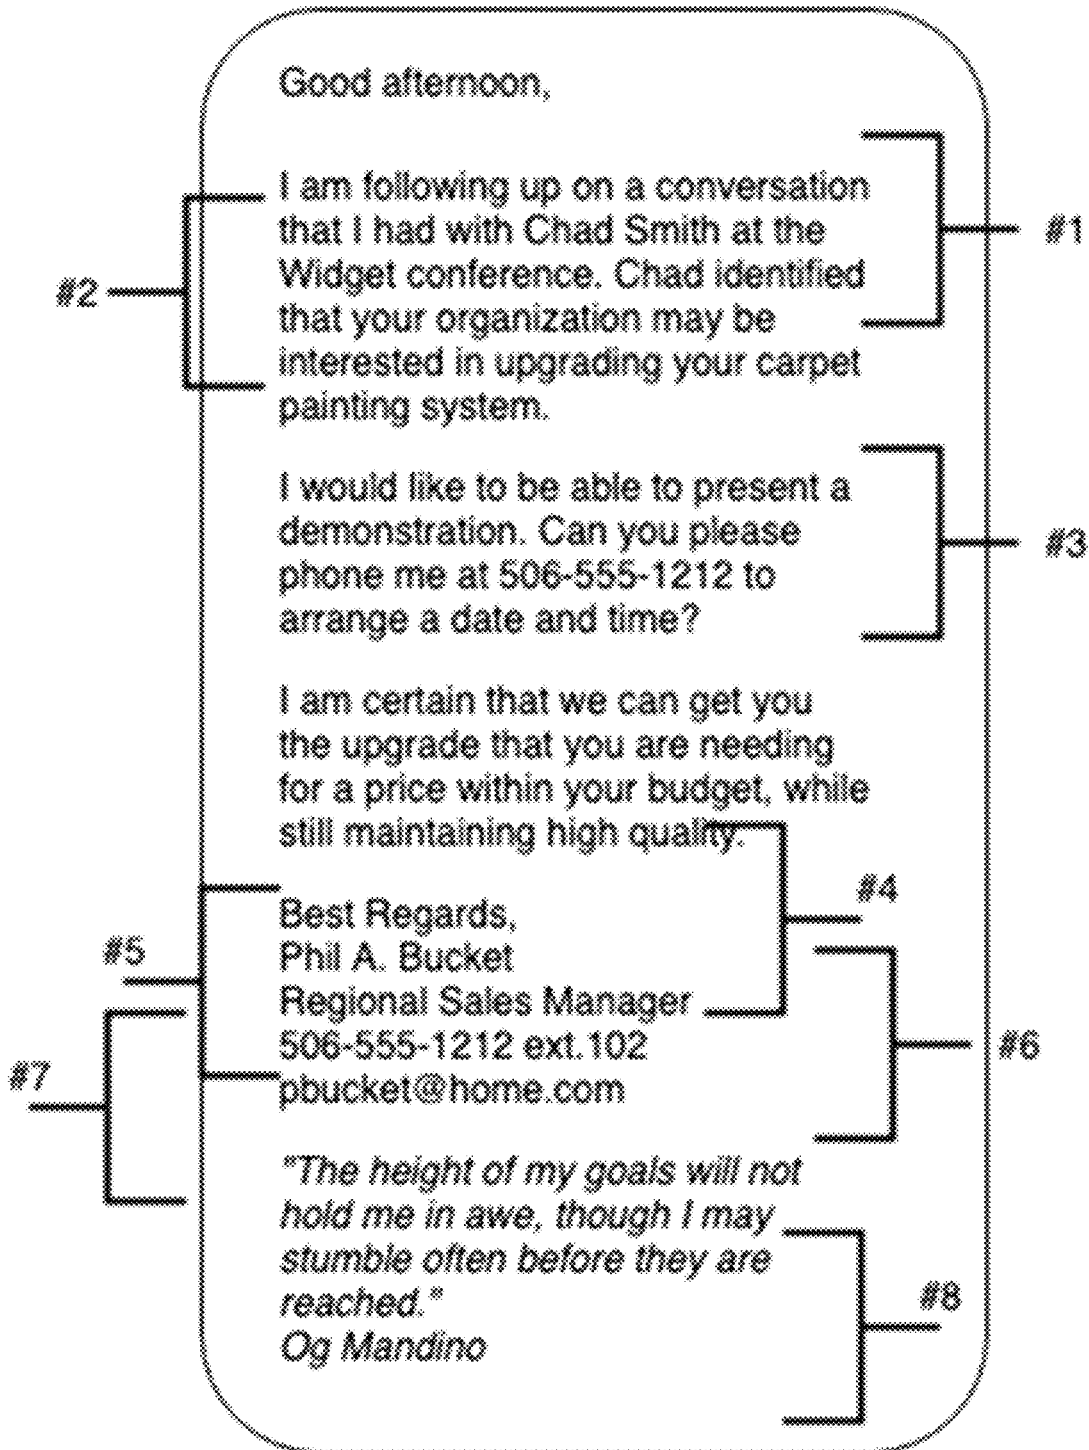 Good afternoon,
I am following up on a conversation
that I had with Chad Smith at the
Widget conference. Chad identified
that your organization may be
interested in upgrading your carpet
painting system.
I would like to be able to present a
demonstration. Can you please
phone me at 506-555-1212 to
arrange a date and time?
I am certain that we can get you
the upgrade that you are needing
for a price within your budget, while
still maintaining high quality.
Best Regards,
Phil A. Bucket
Regional Sales Manager
506-555-1212 ext.102
pbucket@home.com
"The height of my goals will not
hold me in awe, though I may
stumble often before they are
reached."
Og Mandino
#1
#2
#3
#4
#5
#6
#7
#8